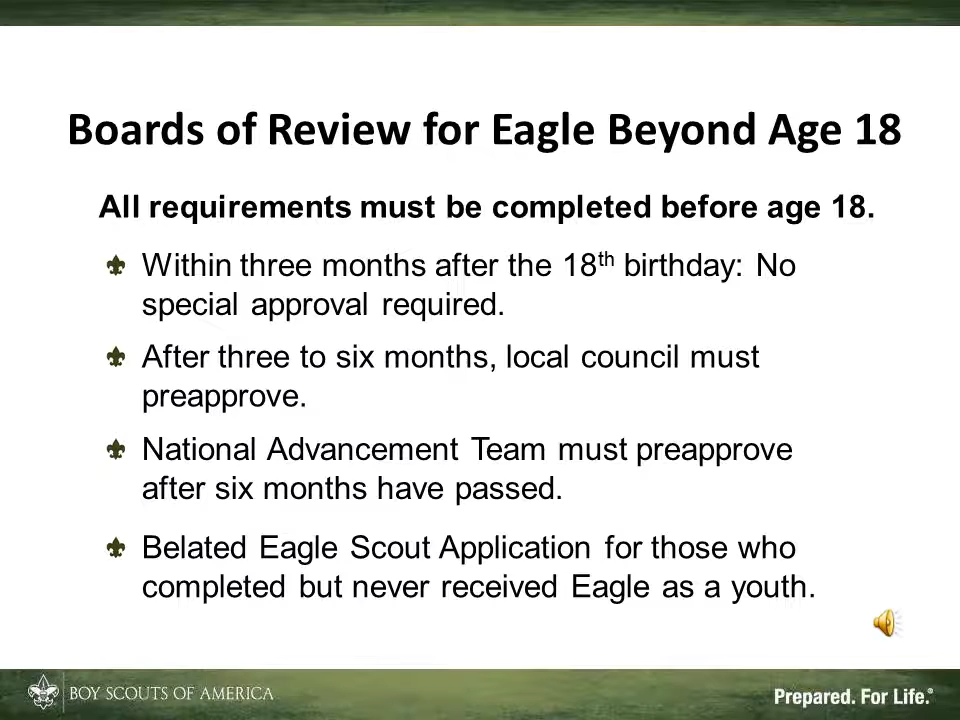 Boards of Review for Eagle Beyond Age 18
All requirements must be completed before age 18.
Within three months after the 18th birthday: No
special approval required.
After three to six months, local council must
preapprove.
National Advancement Team must preapprove
after six months have passed.
Belated Eagle Scout Application for those who
completed but never received Eagle as a youth.
BOY SCOUTS OF AMERICA
Prepared. For Life.®